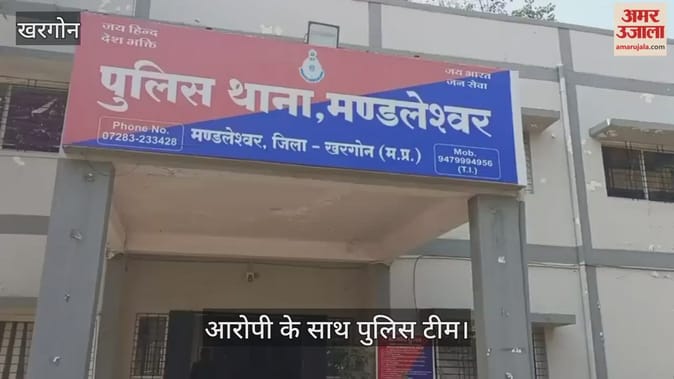 खरगोन
अमर
उजाला
amarujala.com
जय हिन्द
देश भक्ति
जय भारत
जन सेवा
पुलिस थाना, मण्डलेश्वर
Phone No.
07283-233428
मण्डलेश्वर, जिला - खरगोन (म.प्र.)
Mob.
9479994956
(T.I.)
आरोपी के साथ पुलिस टीम।